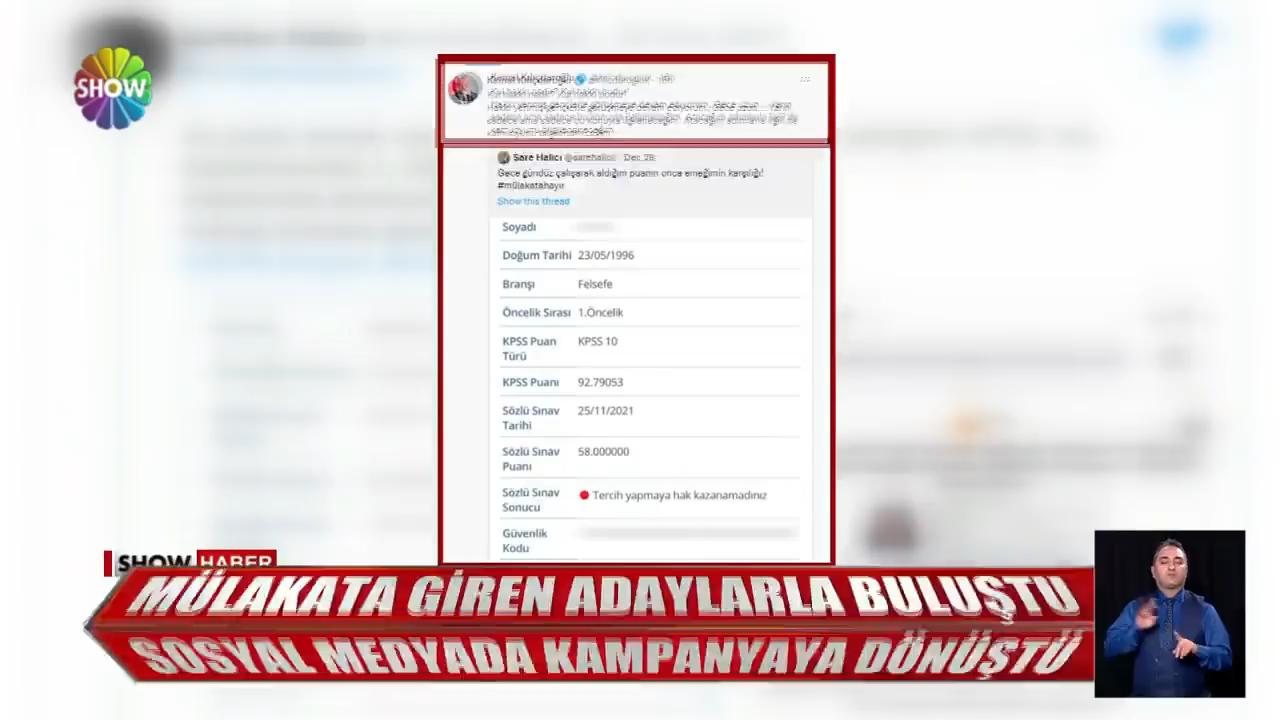 SHOW
Sare Halıcı @sarehalici Dec 28
Gece gündüz çalışarak aldığım puanın onca emeğimin karşılığı!
#mülakatahayır
Show this thread
Soyadı
Doğum Tarihi 23/05/1996
Branşı Felsefe
Öncelik Sırası 1.Öncelik
KPSS Puan Türü KPSS 10
KPSS Puanı 92.79053
Sözlü Sınav Tarihi 25/11/2021
Sözlü Sınav Puanı 58.000000
Sözlü Sınav Sonucu Tercih yapmaya hak kazanamadınız
Güvenlik Kodu
SHOW HABER
MÜLAKATA GİREN ADAYLARLA BULUŞTU
SOSYAL MEDYADA KAMPANYAYA DÖNÜŞTÜ